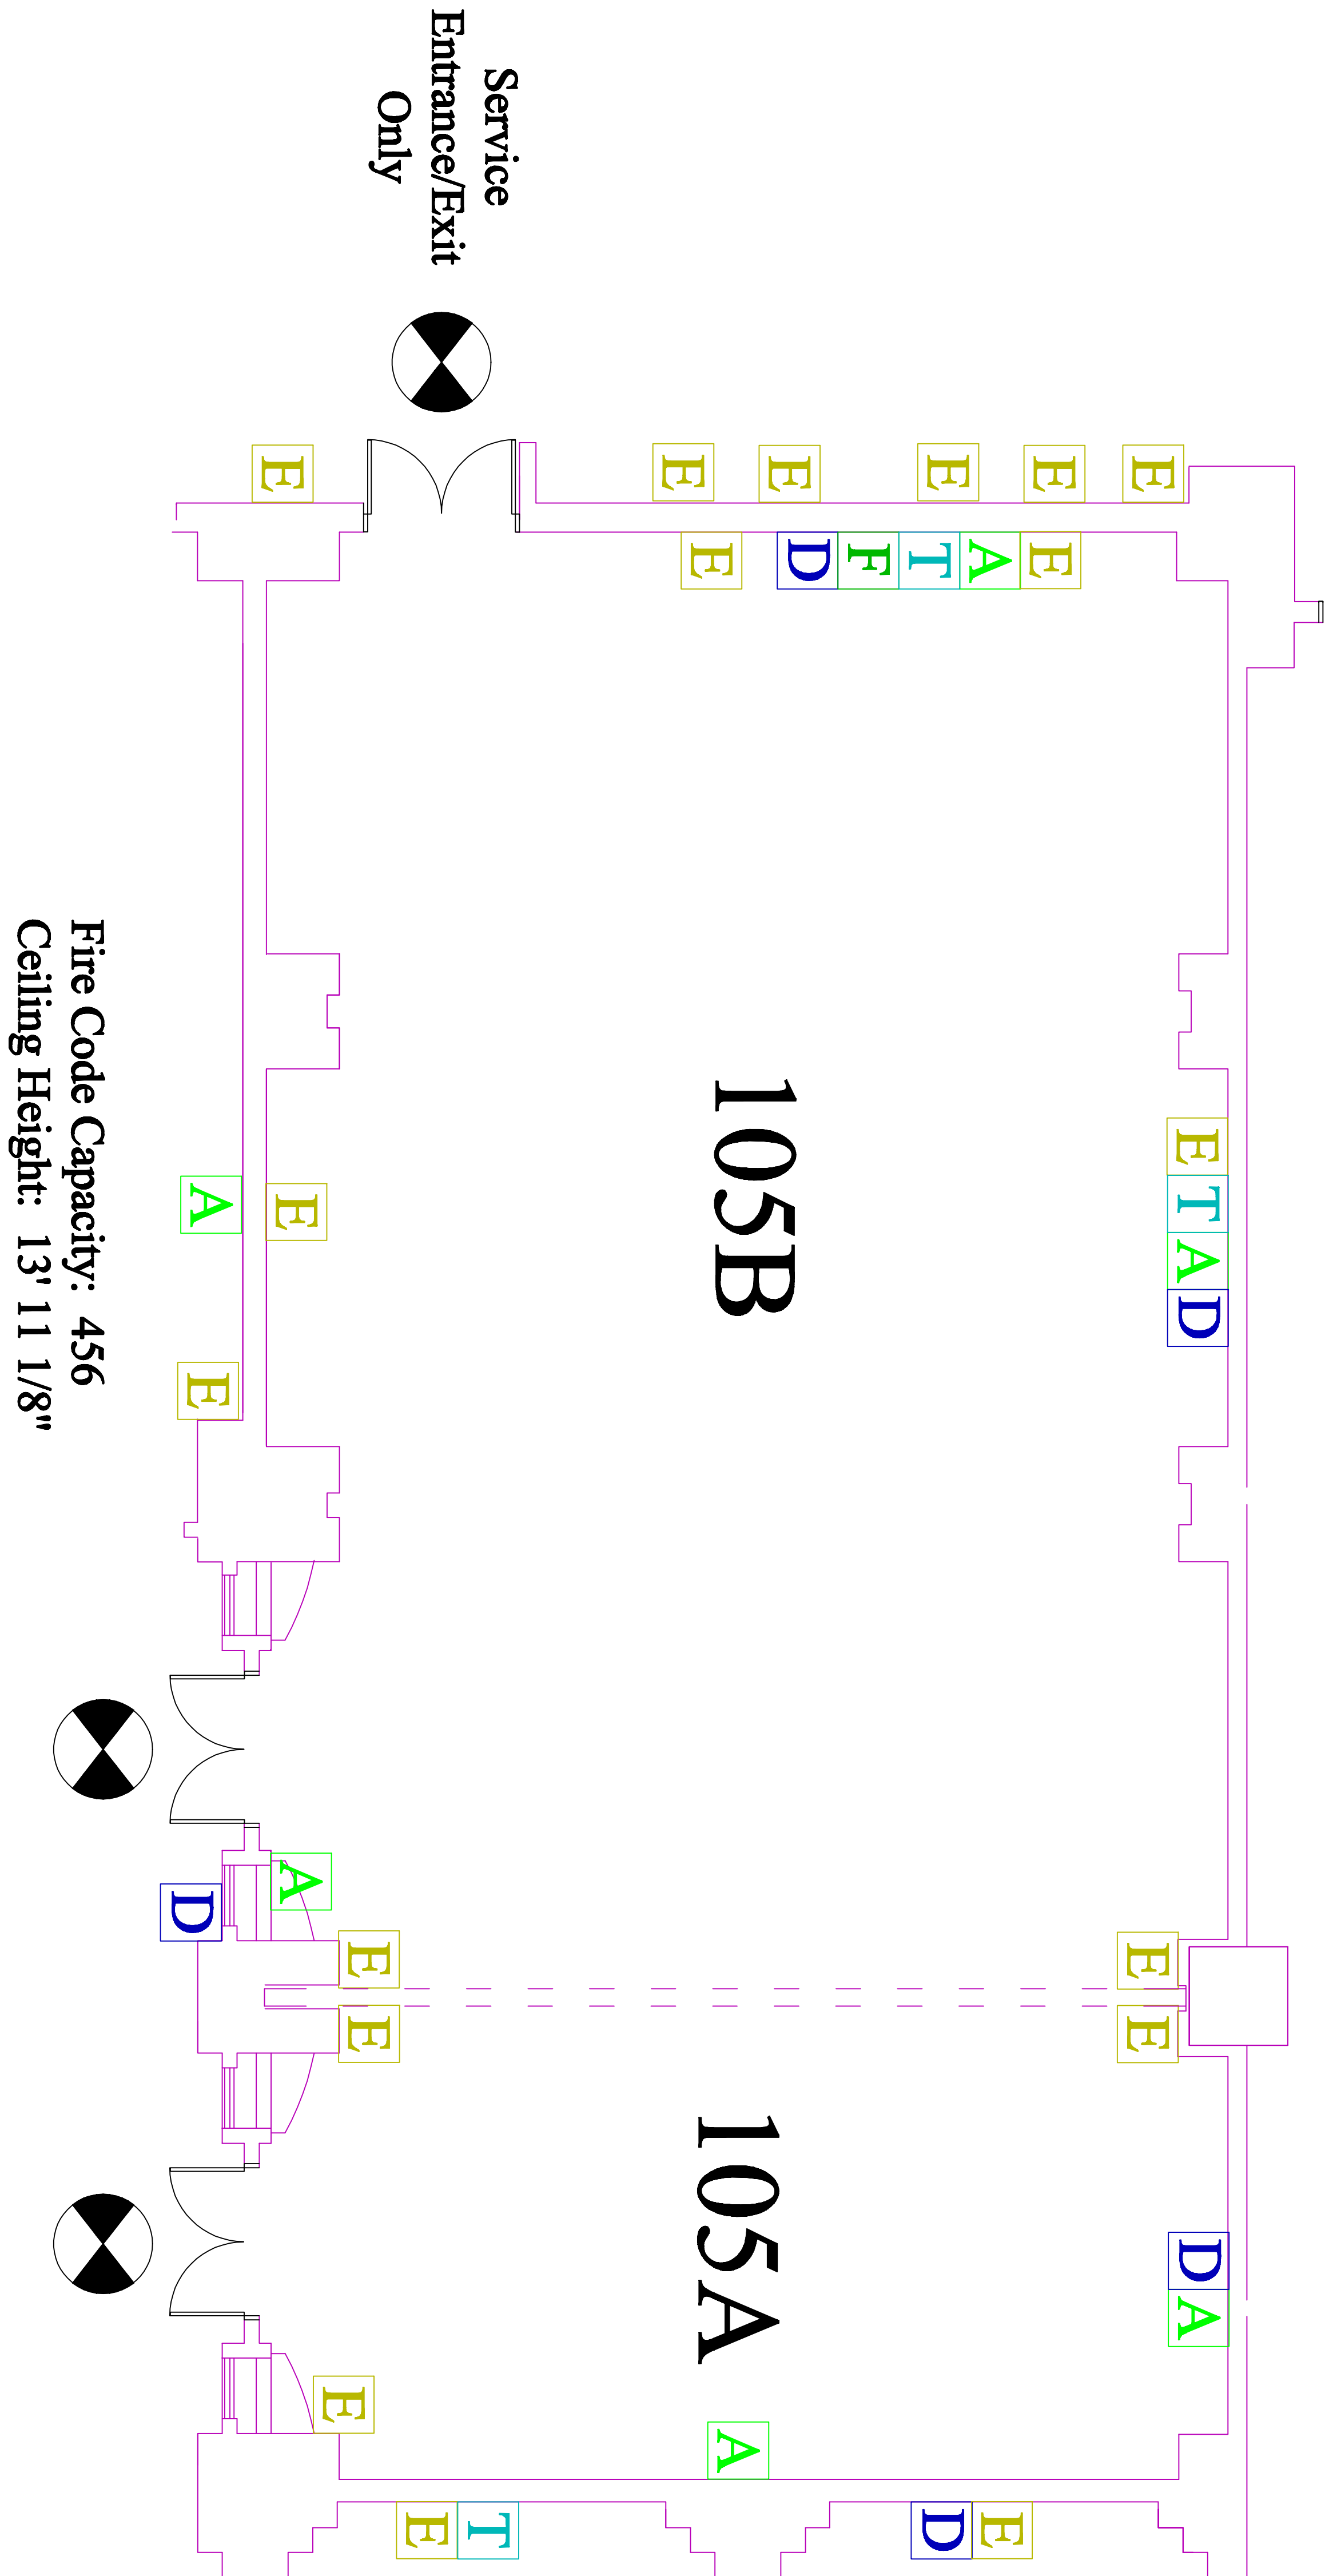 E T A D
D A
E
E E
E
E
A
T
F
D
E
E
E
E
E
D
105B
105A
A
Service
Entrance/Exit
Only
T
E
E E
E
E
A
E
A
E
D
Fire Code Capacity: 456
Ceiling Height: 13' 11 1/8"